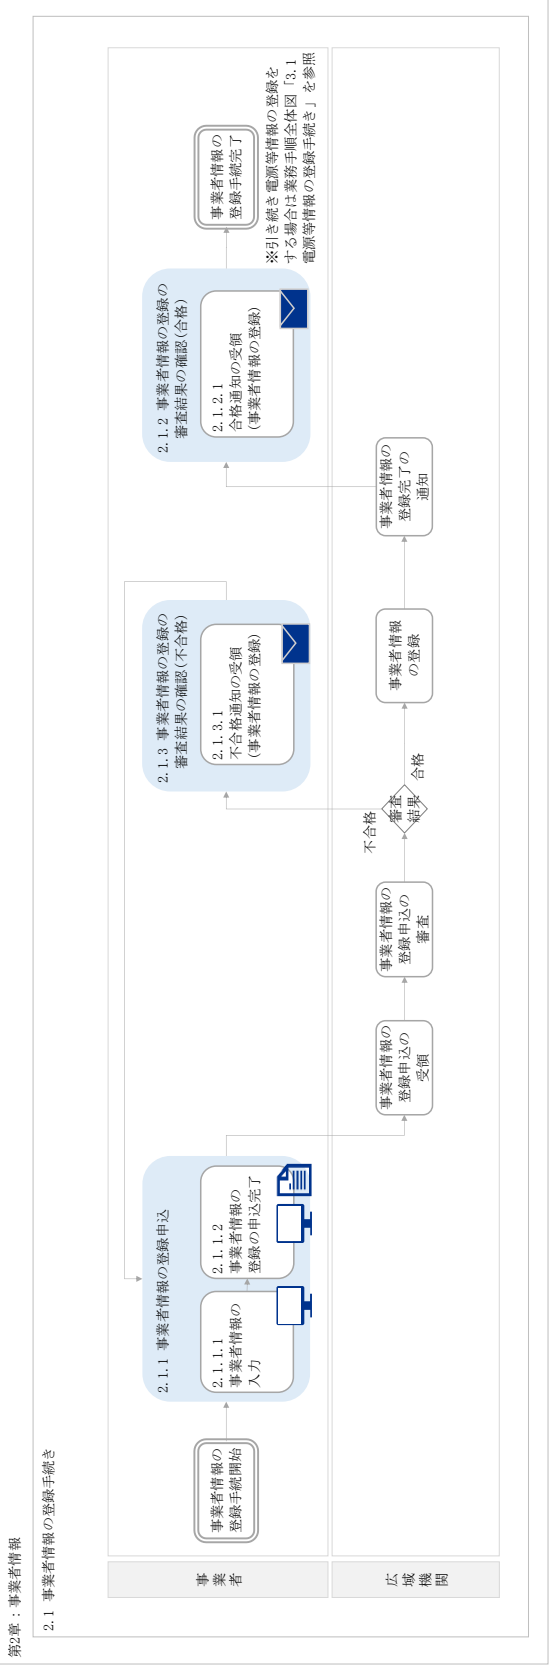 第2章：事業者情報
2.1 事業者情報の登録手続き
事業者
事業者情報の
登録手続開始
2.1.1 事業者情報の登録申込
2.1.1.1
事業者情報の
入力
2.1.1.2
事業者情報の
登録の申込完了
2.1.3 事業者情報の登録の
審査結果の確認(不合格)
2.1.3.1
不合格通知の受領
(事業者情報の登録)
2.1.2 事業者情報の登録の
審査結果の確認(合格)
2.1.2.1
合格通知の受領
(事業者情報の登録)
事業者情報の
登録手続完了
※引き続き電源等情報の登録を
する場合は業務手順全体図「3.1
電源等情報の登録手続き」を参照
広域機関
事業者情報の
登録申込の
受領
事業者情報の
登録申込の
審査
審査
結果
不合格
合格
事業者情報
の登録
事業者情報の
登録完了の
通知